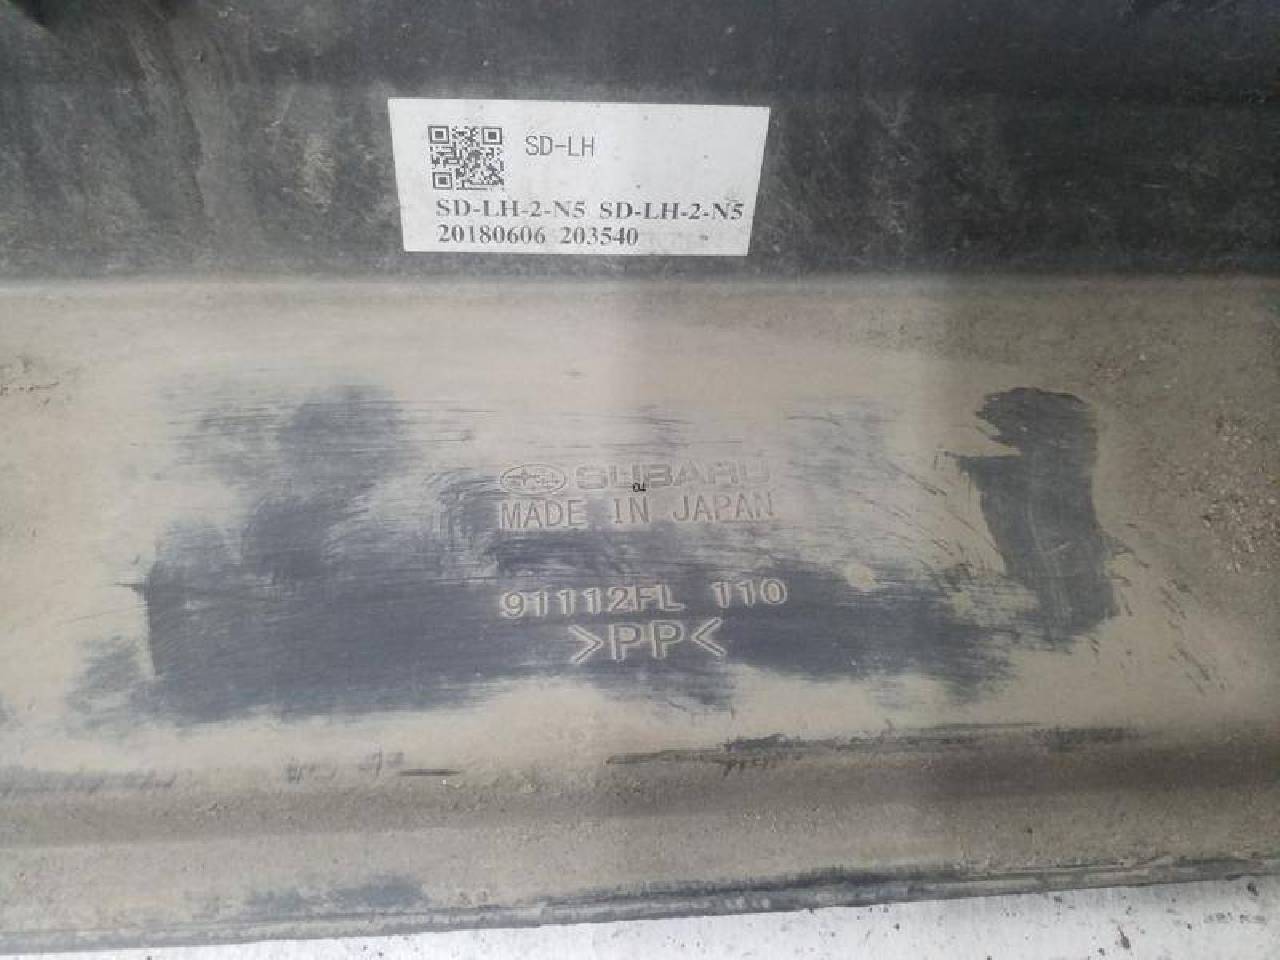 SD-LH
SD-LH-2-N5 SD-LH-2-N5
20180606 203540
SUBARU
MADE IN JAPAN
91112FL 110
>PP<